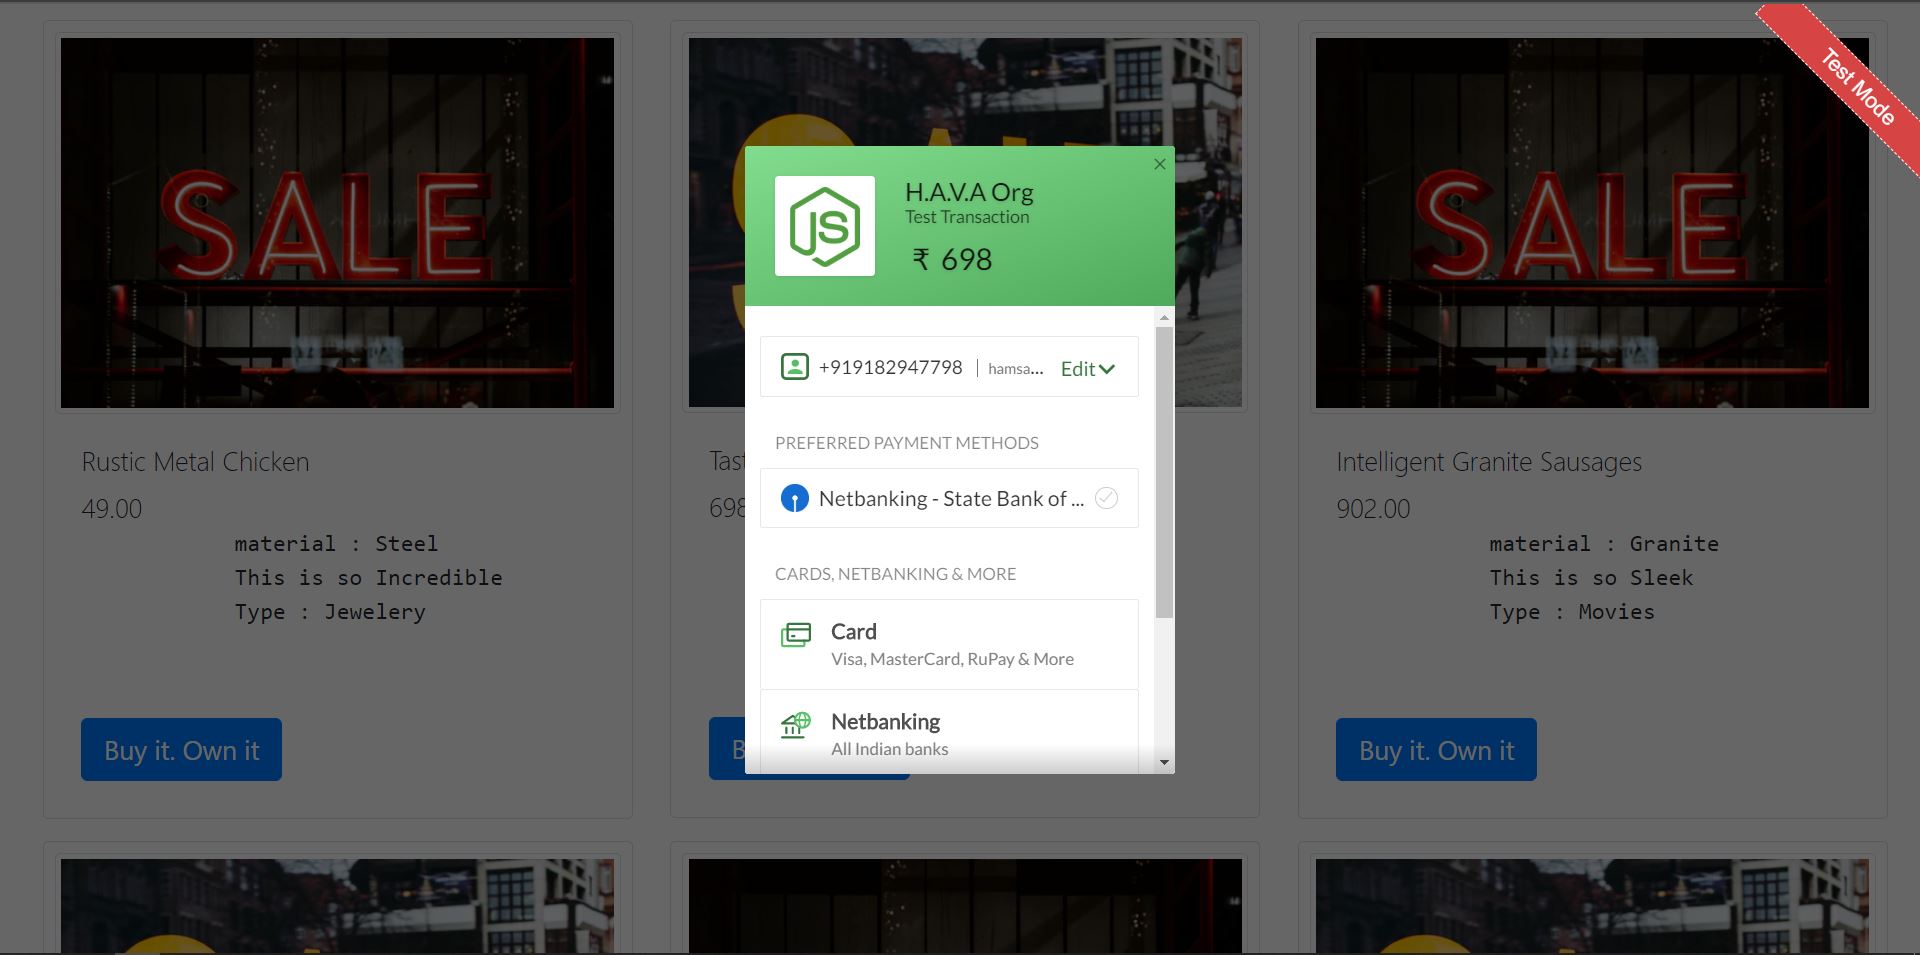 Test Mode
SALE
SALE
H.A.V.A Org
Test Transaction
₹ 698
JS
+919182947798 | hamsa... Edit
PREFERRED PAYMENT METHODS
Netbanking - State Bank of ...
CARDS, NETBANKING & MORE
Card
Visa, MasterCard, RuPay & More
Netbanking
All Indian banks
Rustic Metal Chicken
49.00
material : Steel
This is so Incredible
Type : Jewelery
Buy it. Own it
698
Intelligent Granite Sausages
902.00
material : Granite
This is so Sleek
Type : Movies
Buy it. Own it